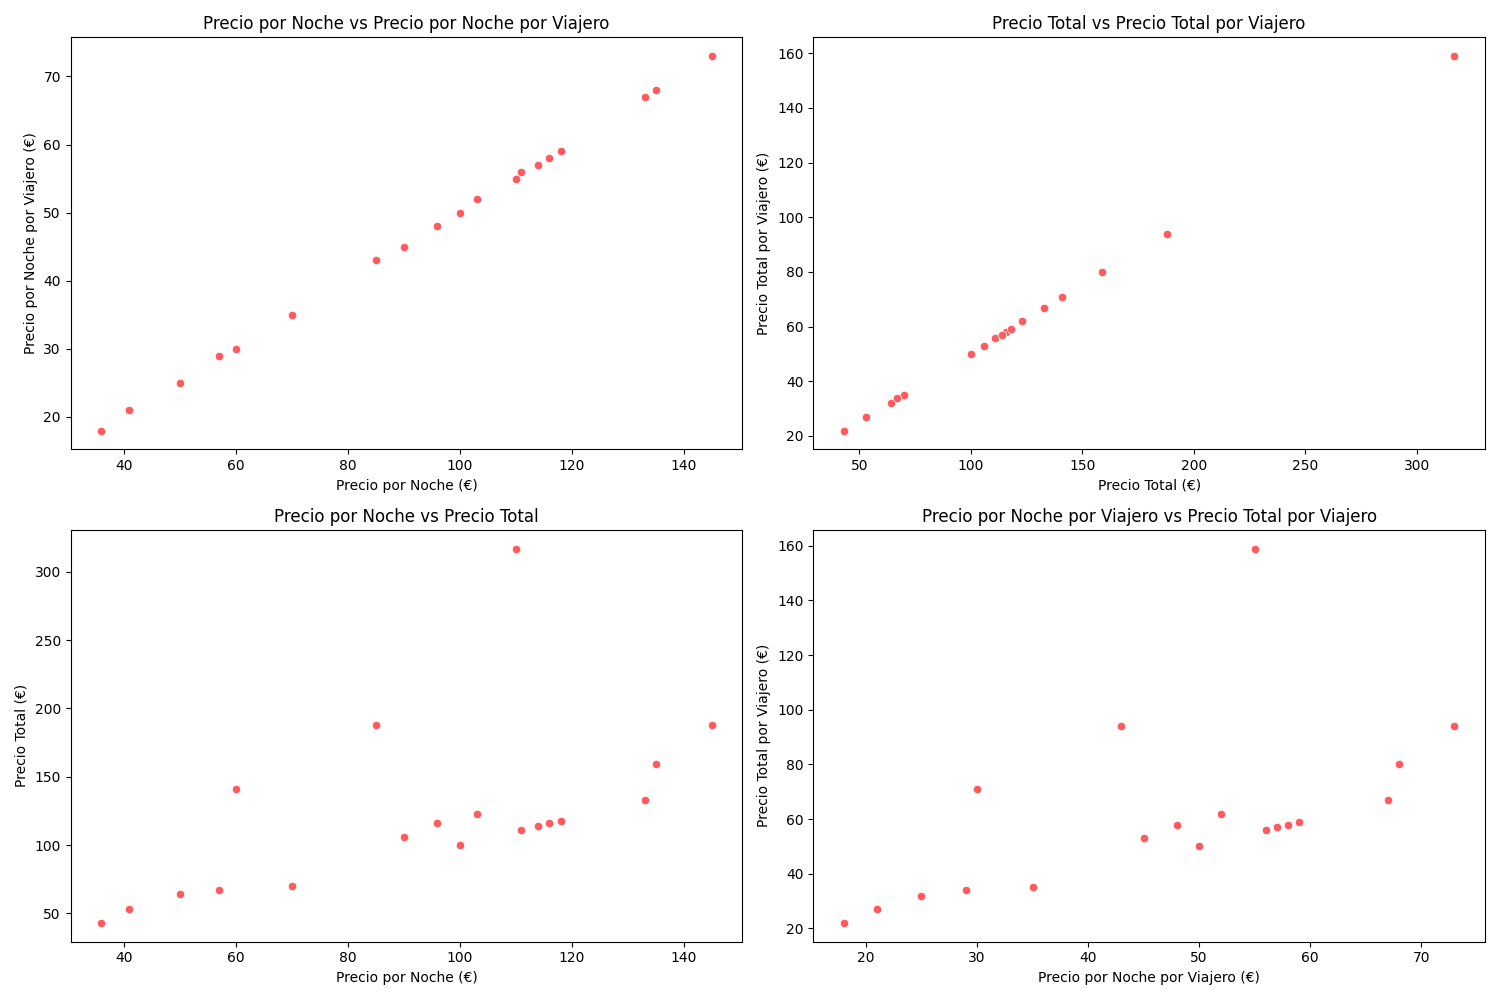 Precio por Noche vs Precio por Noche por Viajero
Precio por Noche por Viajero (€)
70
60
50
40
30
20
40 60 80 100 120 140
Precio por Noche (€)
Precio Total vs Precio Total por Viajero
Precio Total por Viajero (€)
160
140
120
100
80
60
40
20
50 100 150 200 250 300
Precio Total (€)
Precio por Noche vs Precio Total
Precio Total (€)
300
250
200
150
100
50
40 60 80 100 120 140
Precio por Noche (€)
Precio por Noche por Viajero vs Precio Total por Viajero
Precio Total por Viajero (€)
160
140
120
100
80
60
40
20
20 30 40 50 60 70
Precio por Noche por Viajero (€)